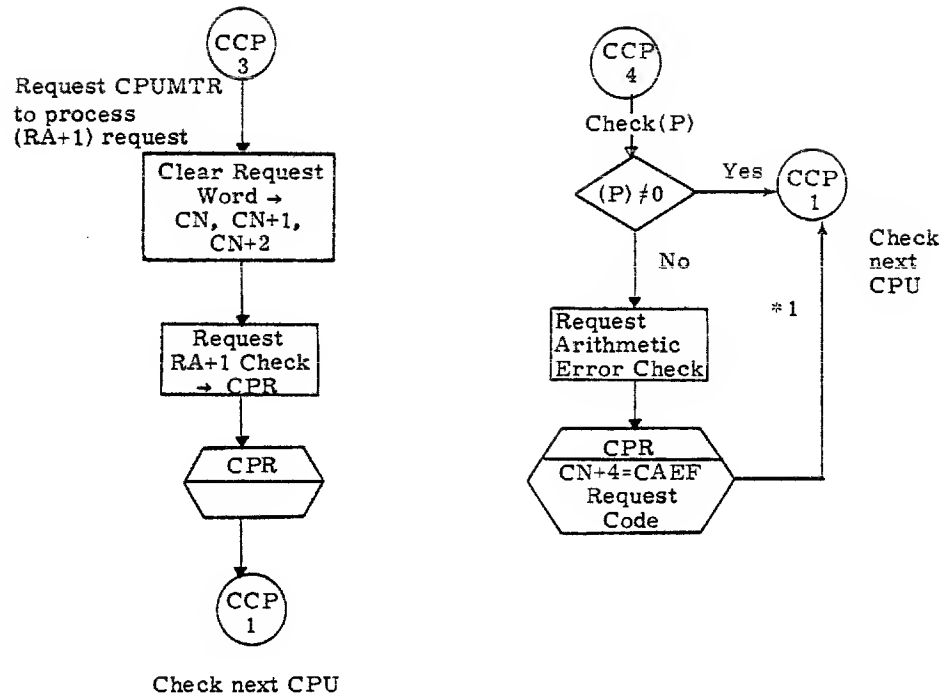 CCP
3
Request CPUMTR
to process
(RA+1) request
Clear Request
Word →
CN, CN+1,
CN+2
Request
RA+1 Check
→ CPR
CPR
CCP
1
Check next CPU
CCP
4
Check(P)
(P)≠0
Yes
CCP
1
Check
next
CPU
No
*1
Request
Arithmetic
Error Check
CPR
CN+4=CAEF
Request
Code